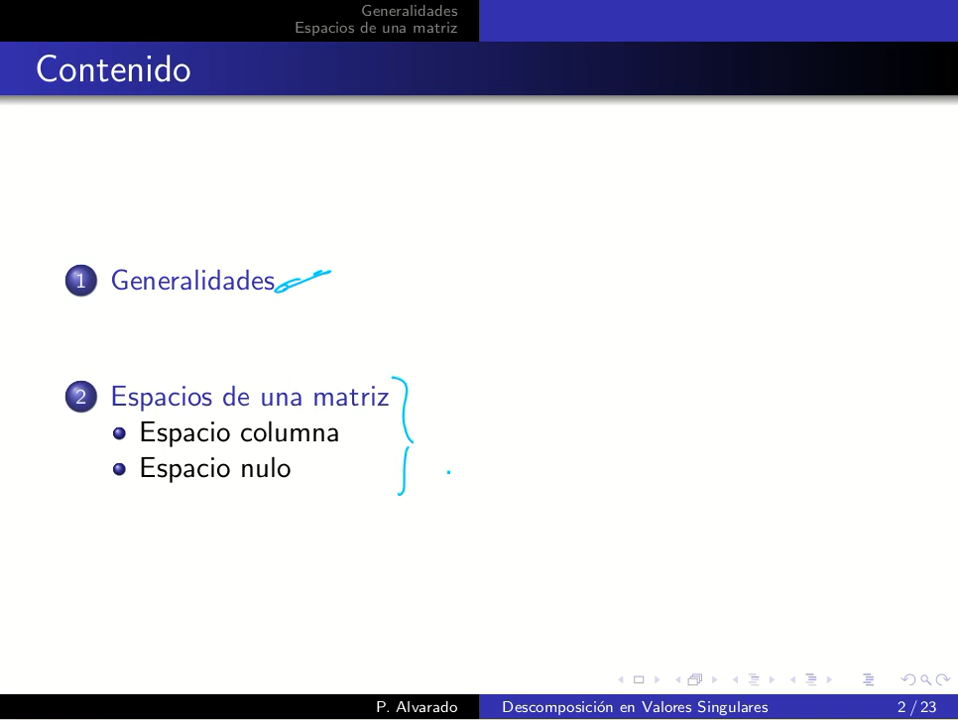 Generalidades
Espacios de una matriz
Contenido
1 Generalidades
2 Espacios de una matriz
Espacio columna
Espacio nulo
P. Alvarado Descomposición en Valores Singulares 2 / 23